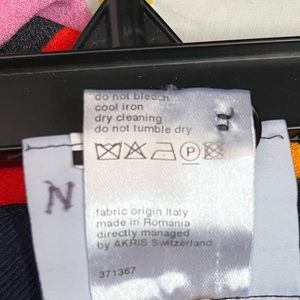 do not bleach
cool iron
dry cleaning
do not tumble dry
P
N
fabric origin Italy
made in Romania
directly managed
by AKRIS Switzerland
371367